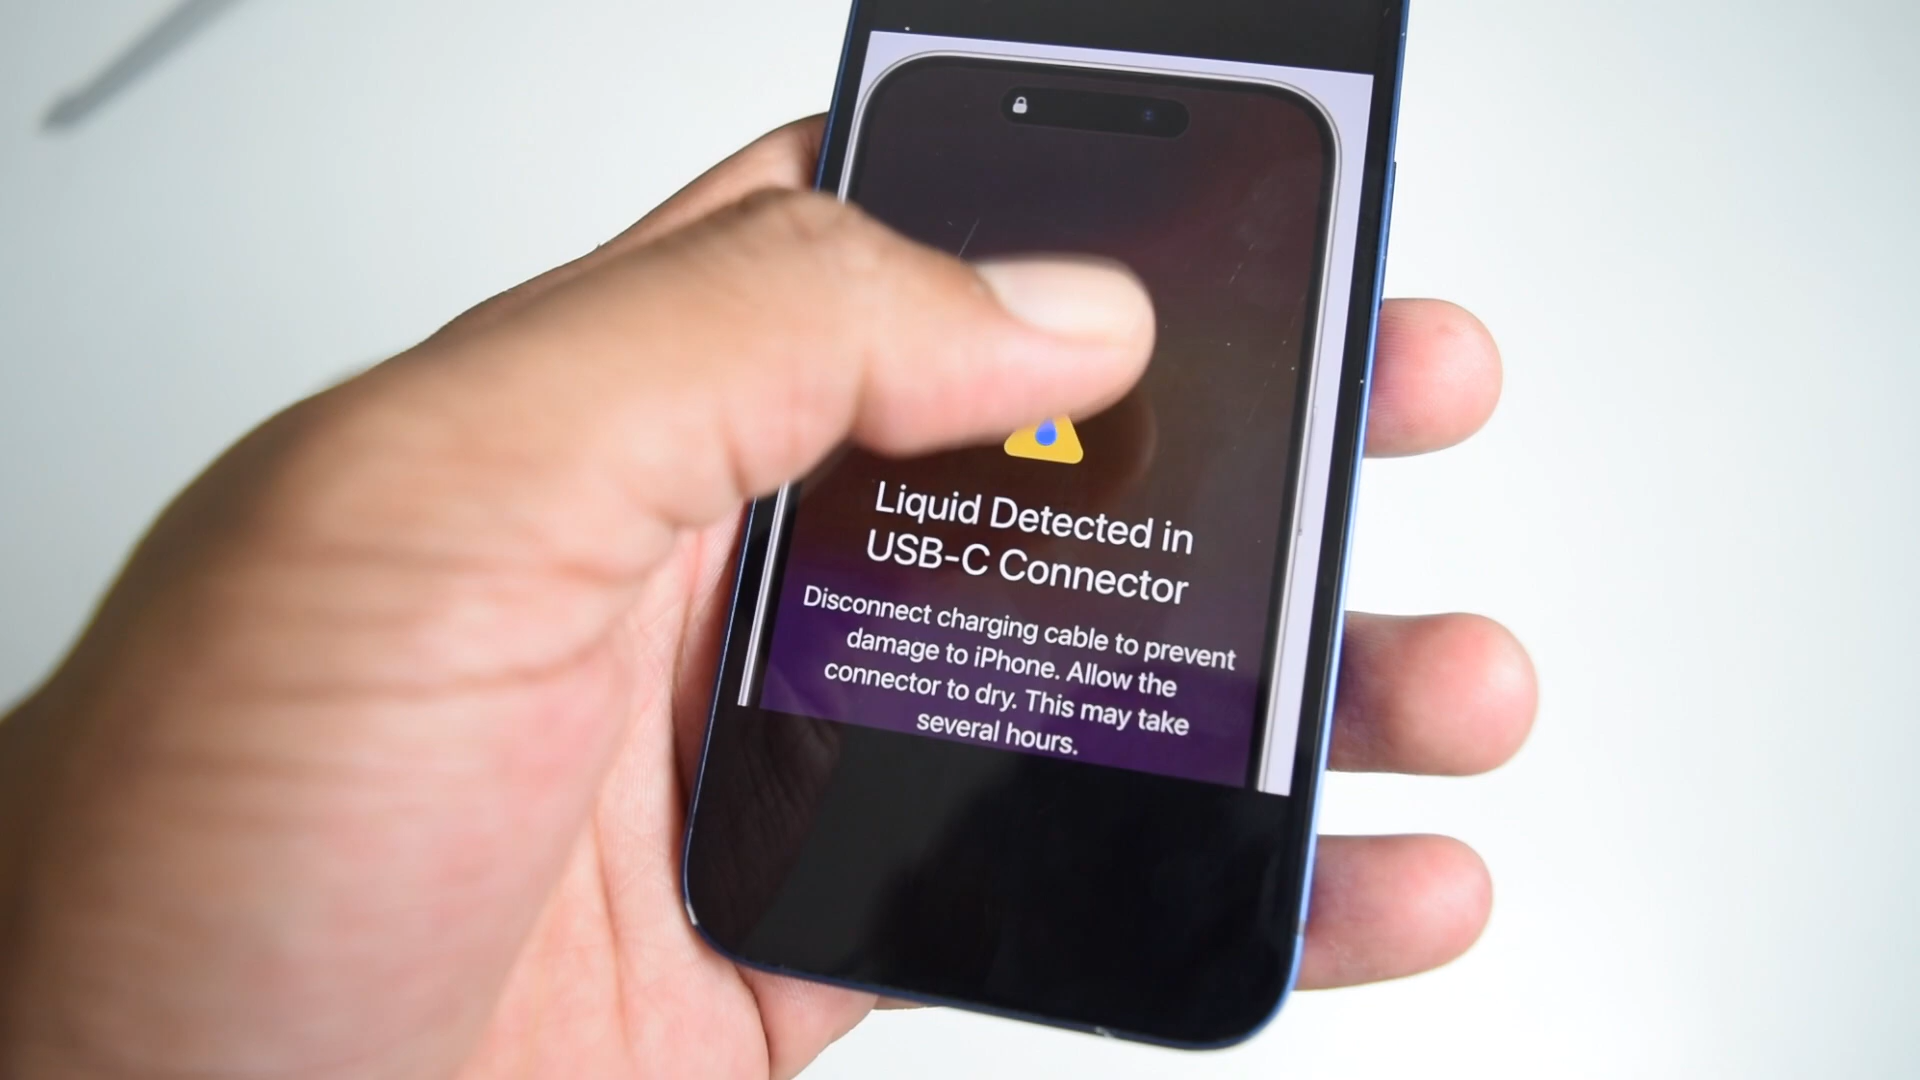 Liquid Detected in
USB-C Connector
Disconnect charging cable to prevent
damage to iPhone. Allow the
connector to dry. This may take
several hours.